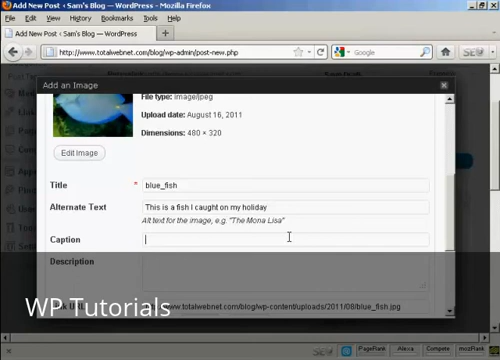 Add New Post ‹ Sam's Blog — WordPress - Mozilla Firefox
File Edit View History Bookmarks Tools Help
Add New Post ‹ Sam's Blog — WordPress
http://www.totalwebnet.com/blog/wp-admin/post-new.php
Google
Add an Image
File type: image/jpeg
Upload date: August 16, 2011
Dimensions: 480 × 320
Edit Image
Title * blue_fish
Alternate Text This is a fish I caught on my holiday
Alt text for the image, e.g. "The Mona Lisa"
Caption
Description
WP Tutorials
www.totalwebnet.com/blog/wp-content/uploads/2011/08/blue_fish.jpg
PageRank Alexa Compete mozRank